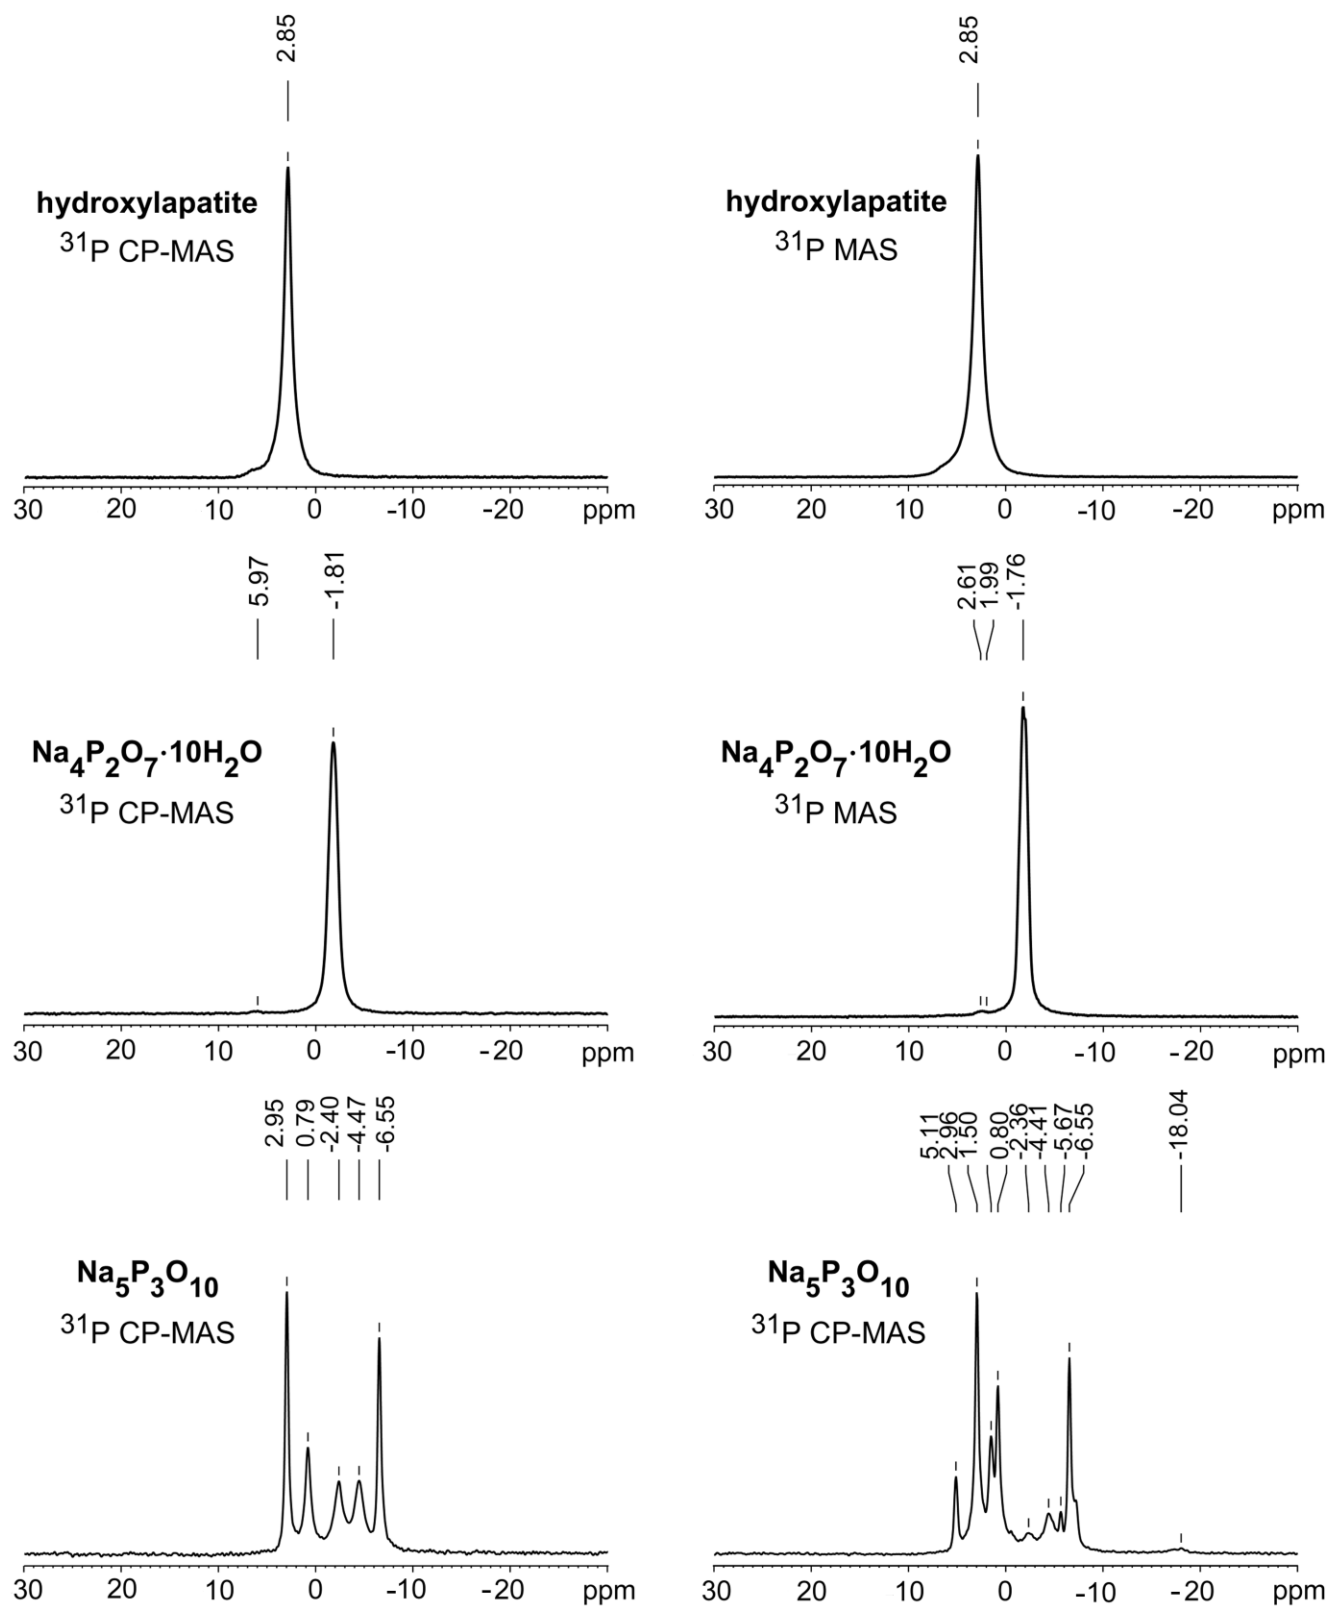 2.85
hydroxylapatite
³¹P CP-MAS
30 20 10 0 -10 -20 ppm
2.85
hydroxylapatite
³¹P MAS
30 20 10 0 -10 -20 ppm
5.97 -1.81
Na₄P₂O₇·10H₂O
³¹P CP-MAS
30 20 10 0 -10 -20 ppm
2.61 1.99 -1.76
Na₄P₂O₇·10H₂O
³¹P MAS
30 20 10 0 -10 -20 ppm
2.95 0.79 -2.40 -4.47 -6.55
Na₅P₃O₁₀
³¹P CP-MAS
30 20 10 0 -10 -20 ppm
5.11 2.96 1.50 0.80 -2.36 -4.41 -5.67 -6.55 -18.04
Na₅P₃O₁₀
³¹P CP-MAS
30 20 10 0 -10 -20 ppm